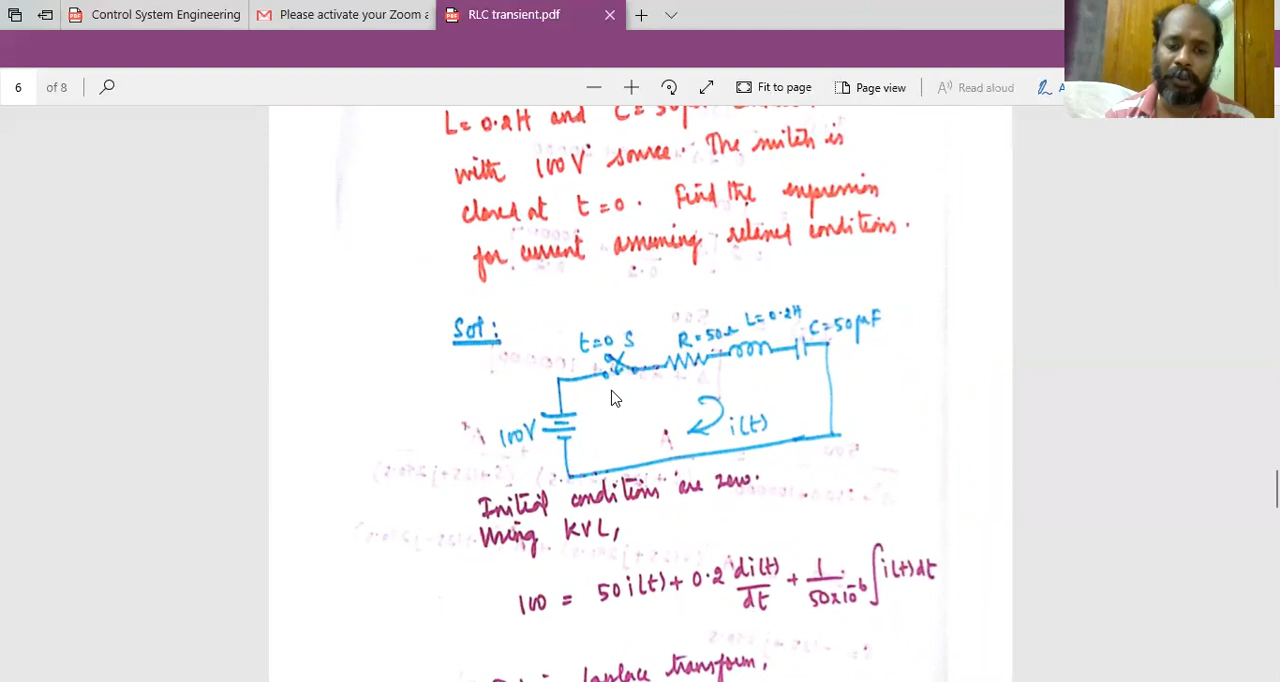 Control System Engineering
Please activate your Zoom a
RLC transient.pdf
6 of 8
Fit to page
Page view
Read aloud
L=0.2H and C=50μ
with 100V source. The switch is
closed at t=0. Find the expression
for current assuming relaxed conditions.
Sol:
t=0 S
R=50Ω
L=0.2H
C=50μF
100V
i(t)
Initial conditions are zero.
Using KVL,
100 = 50 i(t) + 0.2 di(t)/dt + 1/50×10^-6 ∫i(t)dt
laplace transform,